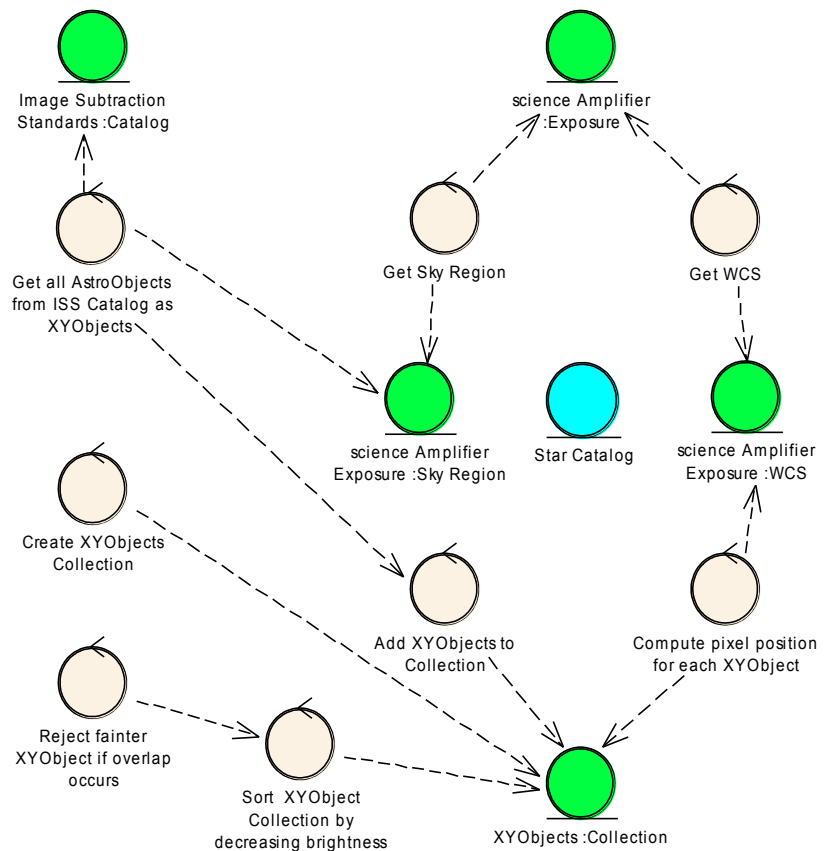 Image Subtraction
Standards :Catalog
science Amplifier
:Exposure
Get all AstroObjects
from ISS Catalog as
XYObjects
Get Sky Region
Get WCS
science Amplifier
Exposure :Sky Region
Star Catalog
science Amplifier
Exposure :WCS
Create XYObjects
Collection
Add XYObjects to
Collection
Compute pixel position
for each XYObject
Reject fainter
XYObject if overlap
occurs
Sort XYObject
Collection by
decreasing brightness
XYObjects :Collection